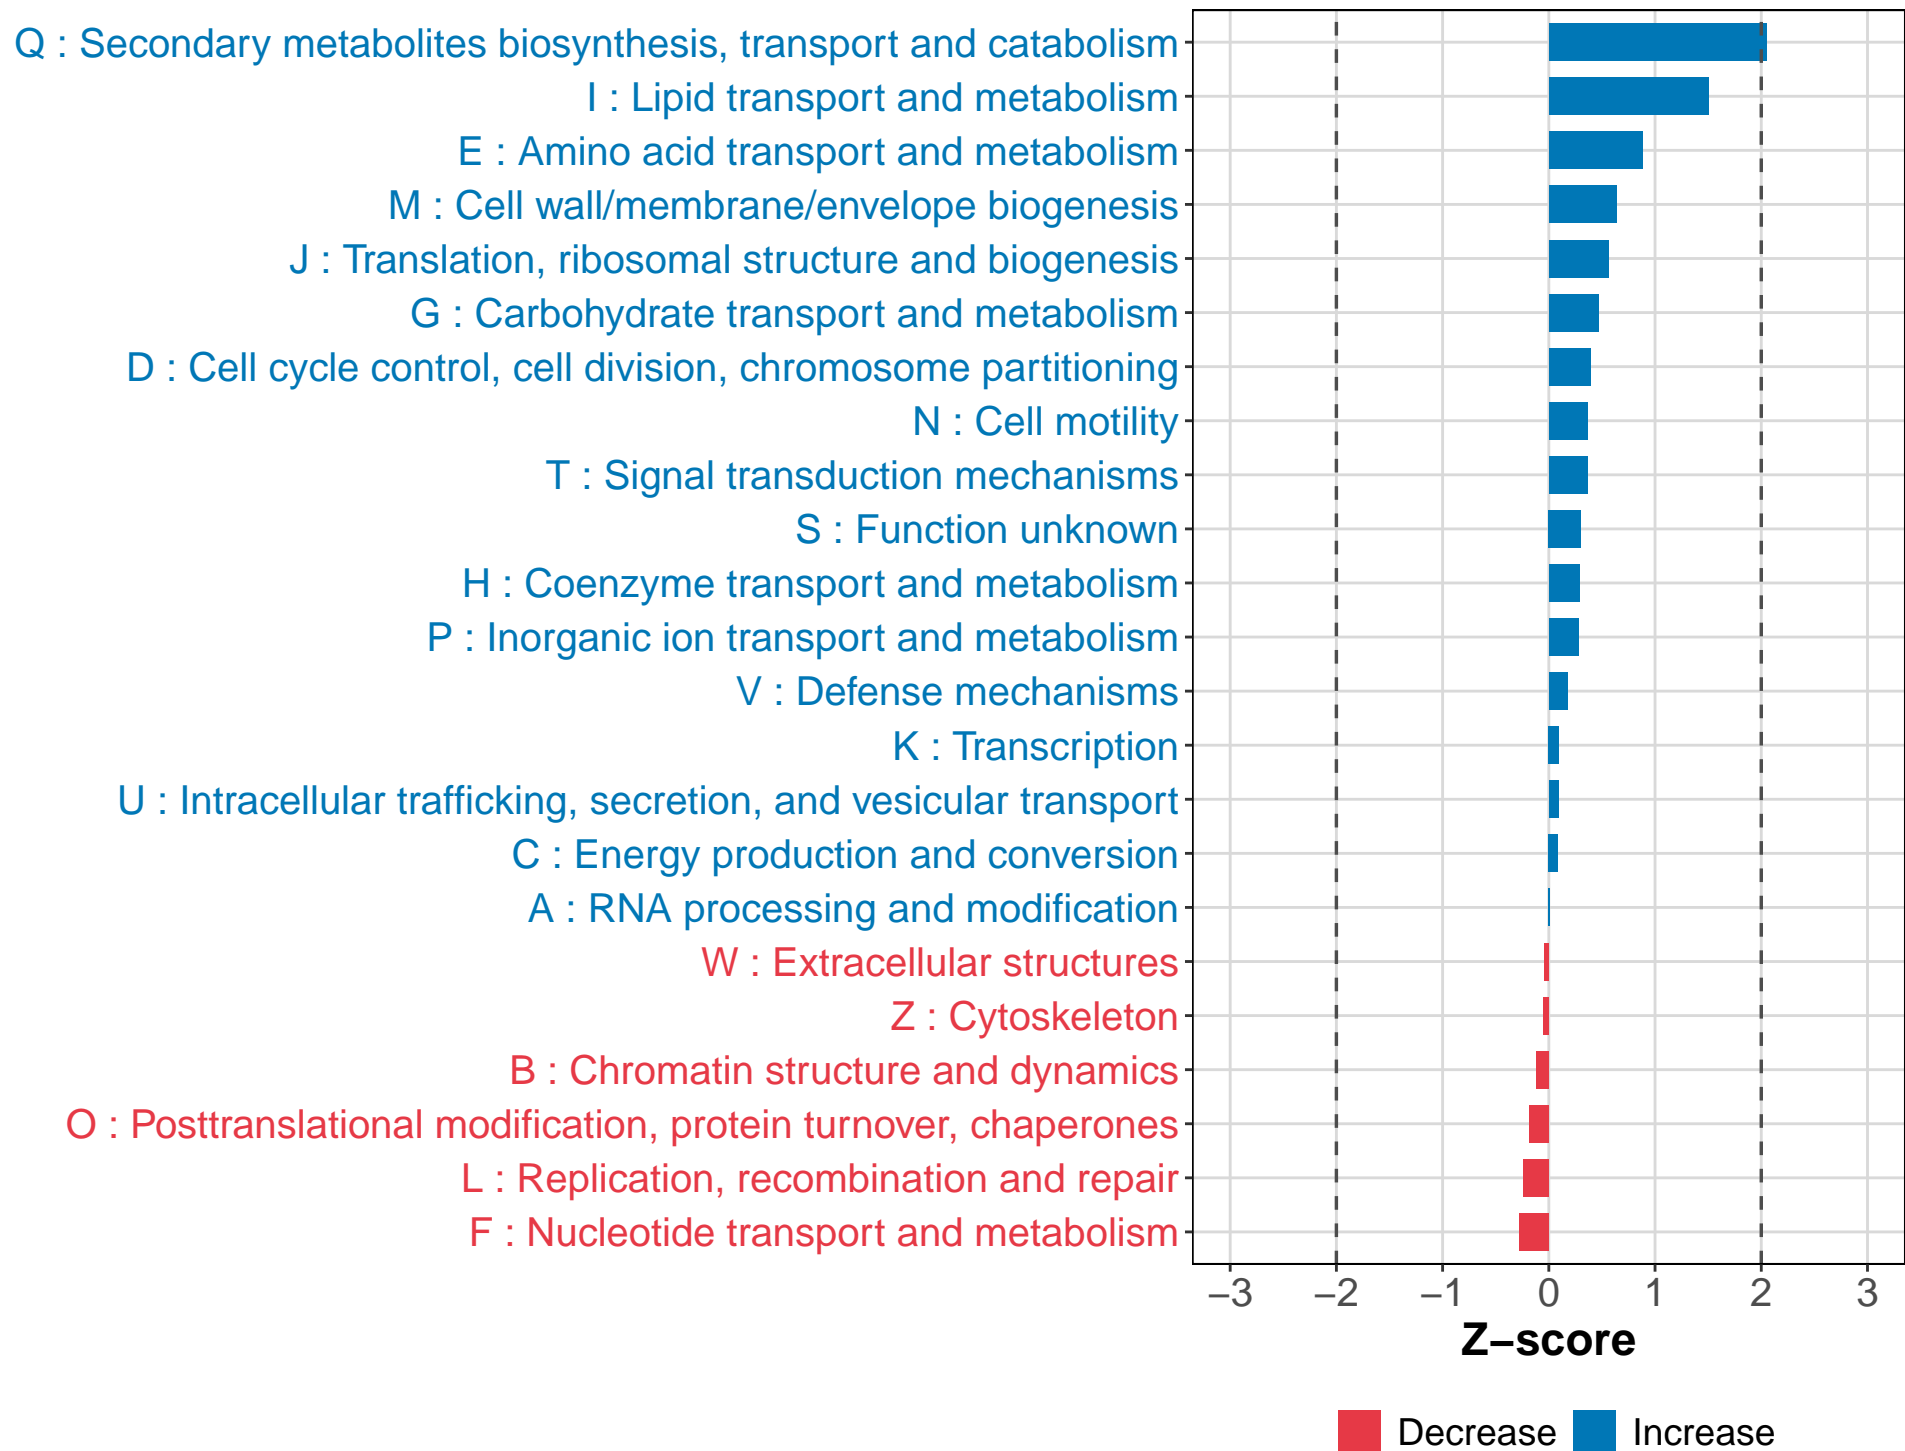 Q : Secondary metabolites biosynthesis, transport and catabolism
I : Lipid transport and metabolism
E : Amino acid transport and metabolism
M : Cell wall/membrane/envelope biogenesis
J : Translation, ribosomal structure and biogenesis
G : Carbohydrate transport and metabolism
D : Cell cycle control, cell division, chromosome partitioning
N : Cell motility
T : Signal transduction mechanisms
S : Function unknown
H : Coenzyme transport and metabolism
P : Inorganic ion transport and metabolism
V : Defense mechanisms
K : Transcription
U : Intracellular trafficking, secretion, and vesicular transport
C : Energy production and conversion
A : RNA processing and modification
W : Extracellular structures
Z : Cytoskeleton
B : Chromatin structure and dynamics
O : Posttranslational modification, protein turnover, chaperones
L : Replication, recombination and repair
F : Nucleotide transport and metabolism
−3 −2 −1 0 1 2 3
Z−score
Decrease Increase